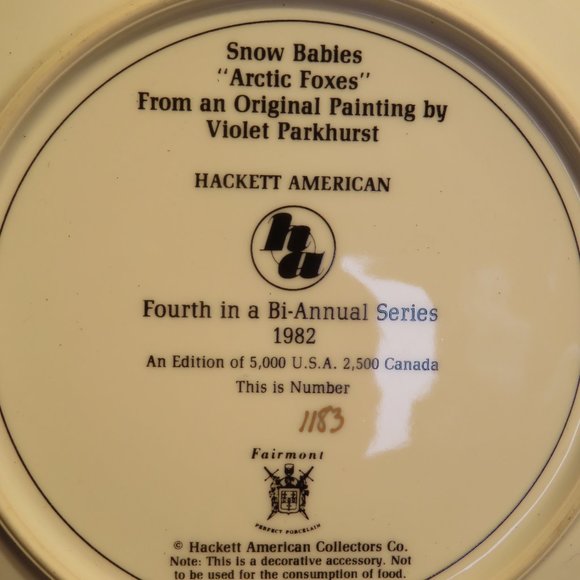 Snow Babies
"Arctic Foxes"
From an Original Painting by
Violet Parkhurst
HACKETT AMERICAN
ha
Fourth in a Bi-Annual Series
1982
An Edition of 5,000 U.S.A. 2,500 Canada
This is Number
1183
Fairmont
PERFECT PORCELAIN
© Hackett American Collectors Co.
Note: This is a decorative accessory. Not
to be used for the consumption of food.